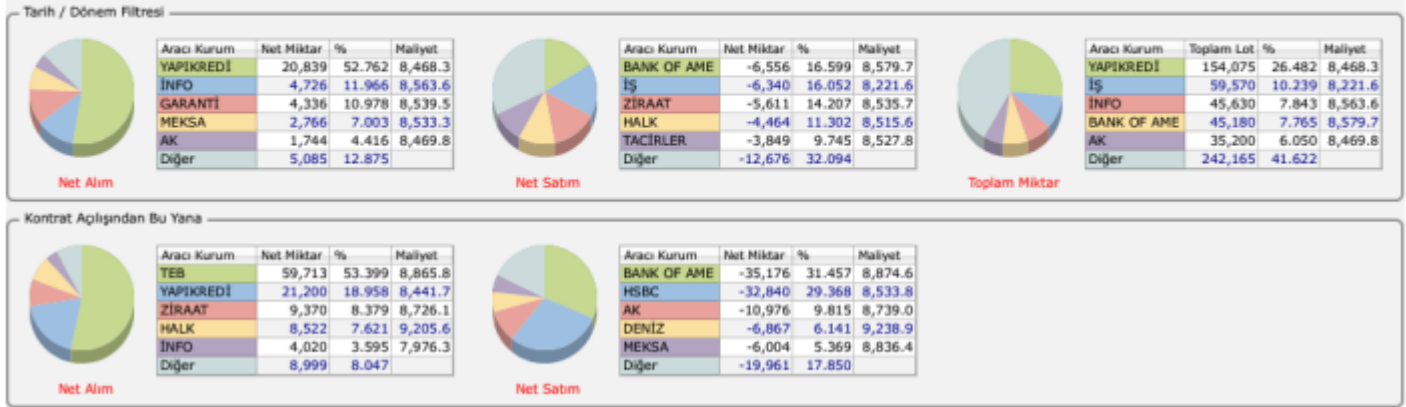 Tarih / Dönem Filtresi
Aracı Kurum Net Miktar % Maliyet
YAPIKREDİ 20,839 52.762 8,468.3
İNFO 4,726 11.966 8,563.6
GARANTİ 4,336 10.978 8,539.5
MEKSA 2,766 7.003 8,533.3
AK 1,744 4.416 8,469.8
Diğer 5,085 12.875
Net Alım
Aracı Kurum Net Miktar % Maliyet
BANK OF AME -6,556 16.599 8,579.7
İŞ -6,340 16.052 8,221.6
ZİRAAT -5,611 14.207 8,535.7
HALK -4,464 11.302 8,515.6
TACİRLER -3,849 9.745 8,527.8
Diğer -12,676 32.094
Net Satım
Aracı Kurum Toplam Lot % Maliyet
YAPIKREDİ 154,075 26.482 8,468.3
İŞ 59,570 10.239 8,221.6
İNFO 45,630 7.843 8,563.6
BANK OF AME 45,180 7.765 8,579.7
AK 35,200 6.050 8,469.8
Diğer 242,165 41.622
Toplam Miktar
Kontrat Açılışından Bu Yana
Aracı Kurum Net Miktar % Maliyet
TEB 59,713 53.399 8,865.8
YAPIKREDİ 21,200 18.958 8,441.7
ZİRAAT 9,370 8.379 8,726.1
HALK 8,522 7.621 9,205.6
İNFO 4,020 3.595 7,976.3
Diğer 8,999 8.047
Net Alım
Aracı Kurum Net Miktar % Maliyet
BANK OF AME -35,176 31.457 8,874.6
HSBC -32,840 29.368 8,533.8
AK -10,976 9.815 8,739.0
DENİZ -6,867 6.141 9,238.9
MEKSA -6,004 5.369 8,836.4
Diğer -19,961 17.850
Net Satım